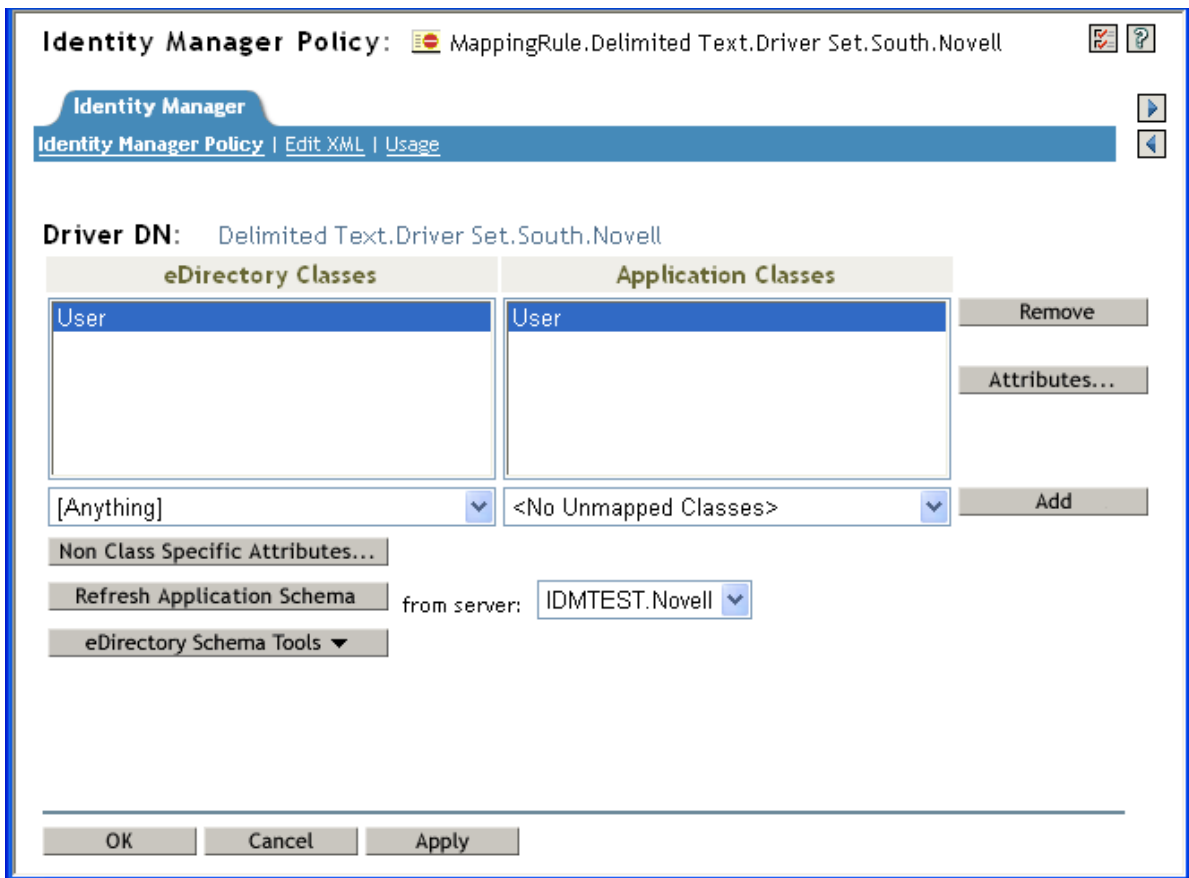 Identity Manager Policy: MappingRule.Delimited Text.Driver Set.South.Novell
Identity Manager
Identity Manager Policy | Edit XML | Usage
Driver DN: Delimited Text.Driver Set.South.Novell
eDirectory Classes Application Classes
User User Remove
Attributes...
[Anything] <No Unmapped Classes> Add
Non Class Specific Attributes...
Refresh Application Schema from server: IDMTEST.Novell
eDirectory Schema Tools
OK Cancel Apply